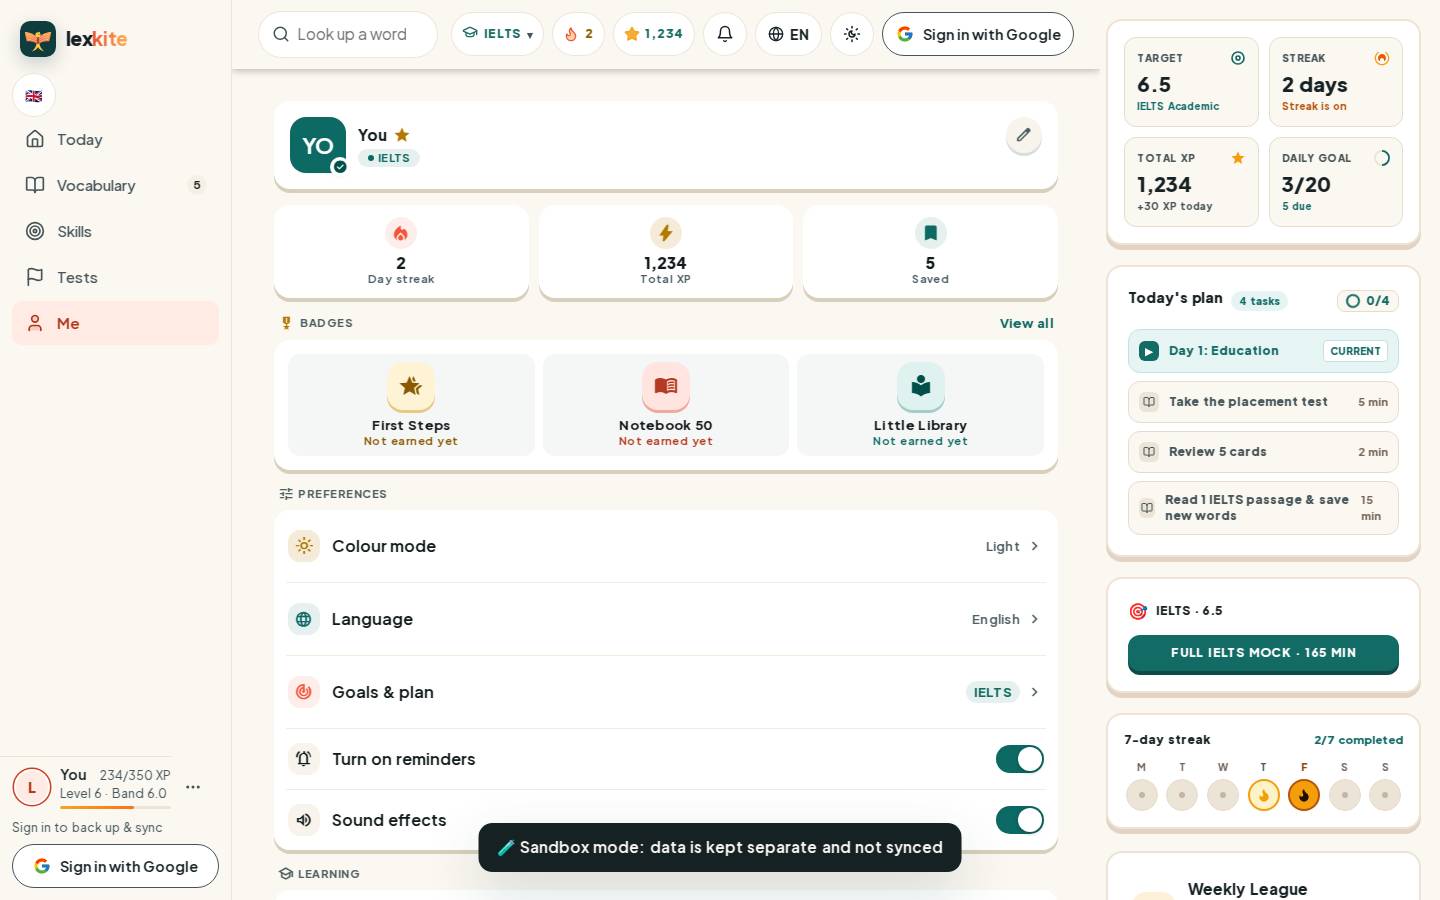 lexkite
Today
Vocabulary 5
Skills
Tests
Me
You 234/350 XP
Level 6 · Band 6.0
L
Sign in to back up & sync
Sign in with Google
Look up a word
IELTS
2
1,234
EN
Sign in with Google
YO
You
IELTS
2
Day streak
1,234
Total XP
5
Saved
BADGES
View all
First Steps
Not earned yet
Notebook 50
Not earned yet
Little Library
Not earned yet
PREFERENCES
Colour mode
Light
Language
English
Goals & plan
IELTS
Turn on reminders
Sound effects
Sandbox mode: data is kept separate and not synced
LEARNING
TARGET
6.5
IELTS Academic
STREAK
2 days
Streak is on
TOTAL XP
1,234
+30 XP today
DAILY GOAL
3/20
5 due
Today's plan
4 tasks
0/4
Day 1: Education
CURRENT
Take the placement test
5 min
Review 5 cards
2 min
Read 1 IELTS passage & save
new words
15
min
IELTS · 6.5
FULL IELTS MOCK · 165 MIN
7-day streak
2/7 completed
M T W T F S S
Weekly League